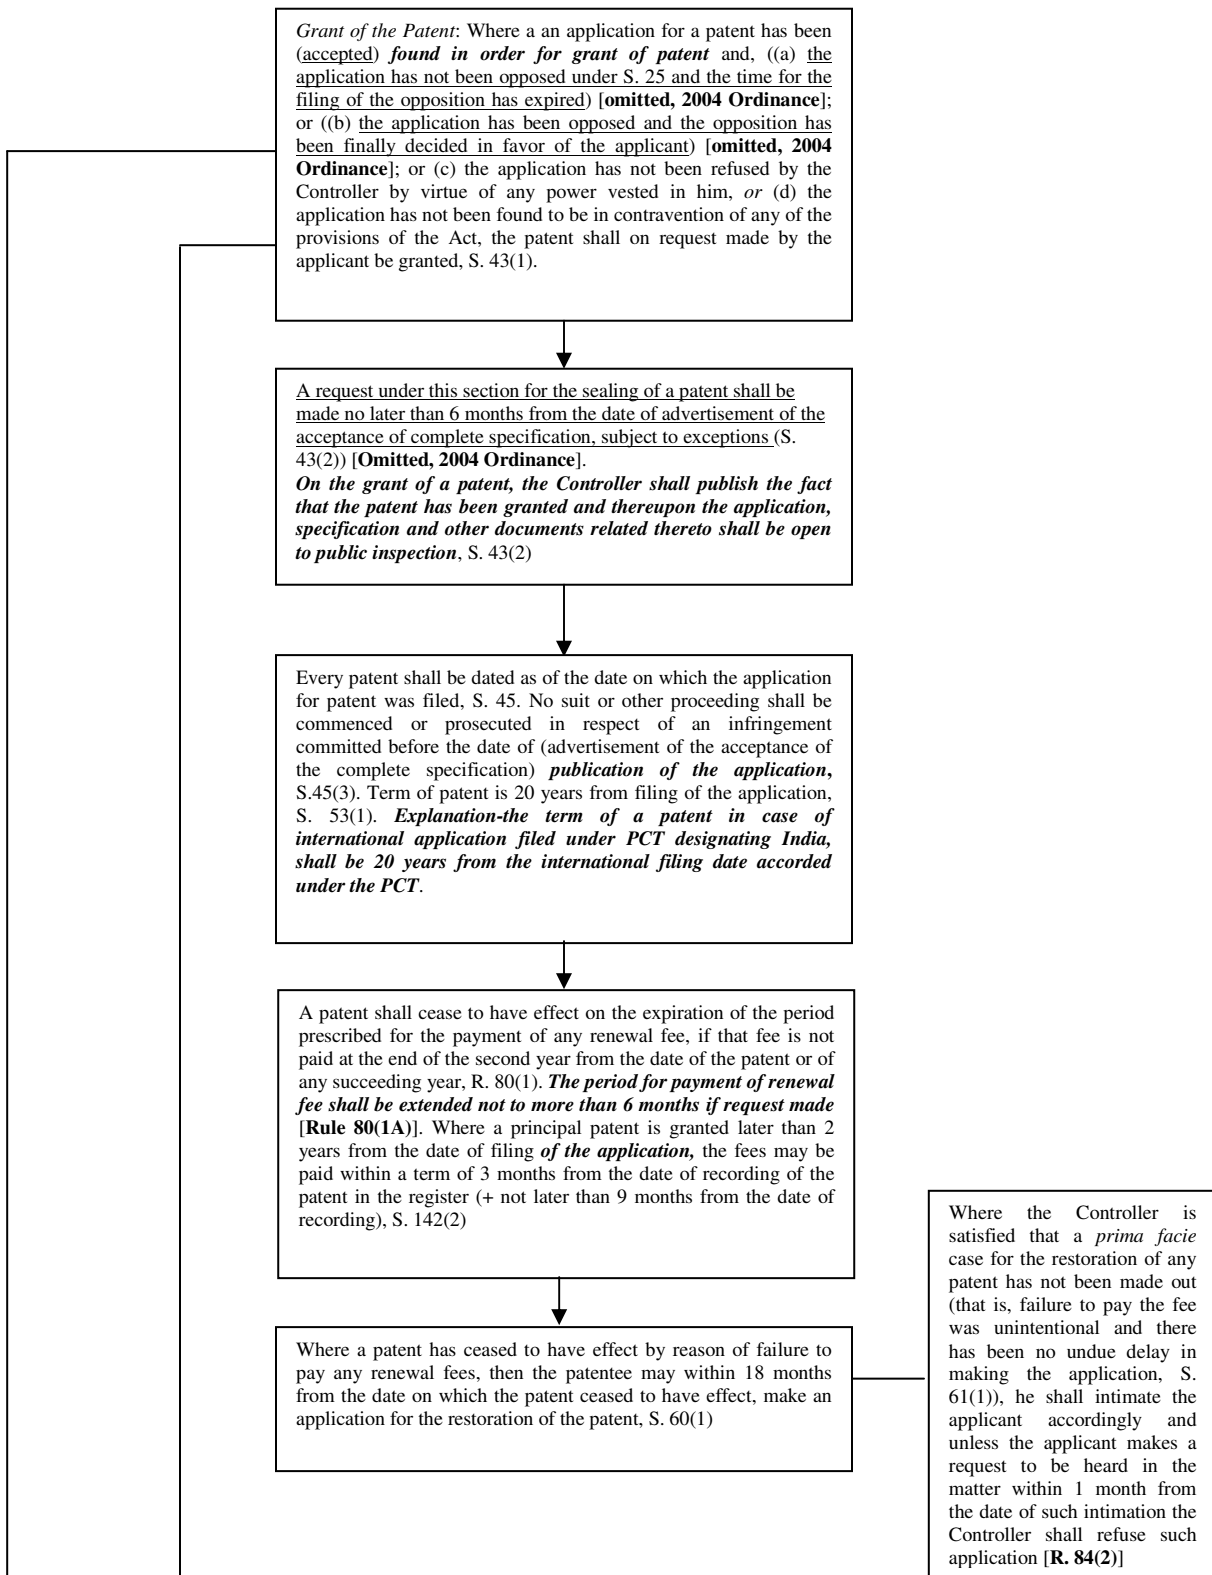 Grant of the Patent: Where a an application for a patent has been
(accepted) found in order for grant of patent and, ((a) the
application has not been opposed under S. 25 and the time for the
filing of the opposition has expired) [omitted, 2004 Ordinance];
or ((b) the application has been opposed and the opposition has
been finally decided in favor of the applicant) [omitted, 2004
Ordinance]; or (c) the application has not been refused by the
Controller by virtue of any power vested in him, or (d) the
application has not been found to be in contravention of any of the
provisions of the Act, the patent shall on request made by the
applicant be granted, S. 43(1).
A request under this section for the sealing of a patent shall be
made no later than 6 months from the date of advertisement of the
acceptance of complete specification, subject to exceptions (S.
43(2)) [Omitted, 2004 Ordinance].
On the grant of a patent, the Controller shall publish the fact
that the patent has been granted and thereupon the application,
specification and other documents related thereto shall be open
to public inspection, S. 43(2)
Every patent shall be dated as of the date on which the application
for patent was filed, S. 45. No suit or other proceeding shall be
commenced or prosecuted in respect of an infringement
committed before the date of (advertisement of the acceptance of
the complete specification) publication of the application,
S.45(3). Term of patent is 20 years from filing of the application,
S. 53(1). Explanation-the term of a patent in case of
international application filed under PCT designating India,
shall be 20 years from the international filing date accorded
under the PCT.
A patent shall cease to have effect on the expiration of the period
prescribed for the payment of any renewal fee, if that fee is not
paid at the end of the second year from the date of the patent or of
any succeeding year, R. 80(1). The period for payment of renewal
fee shall be extended not to more than 6 months if request made
[Rule 80(1A)]. Where a principal patent is granted later than 2
years from the date of filing of the application, the fees may be
paid within a term of 3 months from the date of recording of the
patent in the register (+ not later than 9 months from the date of
recording), S. 142(2)
Where a patent has ceased to have effect by reason of failure to
pay any renewal fees, then the patentee may within 18 months
from the date on which the patent ceased to have effect, make an
application for the restoration of the patent, S. 60(1)
Where the Controller is
satisfied that a prima facie
case for the restoration of any
patent has not been made out
(that is, failure to pay the fee
was unintentional and there
has been no undue delay in
making the application, S.
61(1)), he shall intimate the
applicant accordingly and
unless the applicant makes a
request to be heard in the
matter within 1 month from
the date of such intimation the
Controller shall refuse such
application [R. 84(2)]